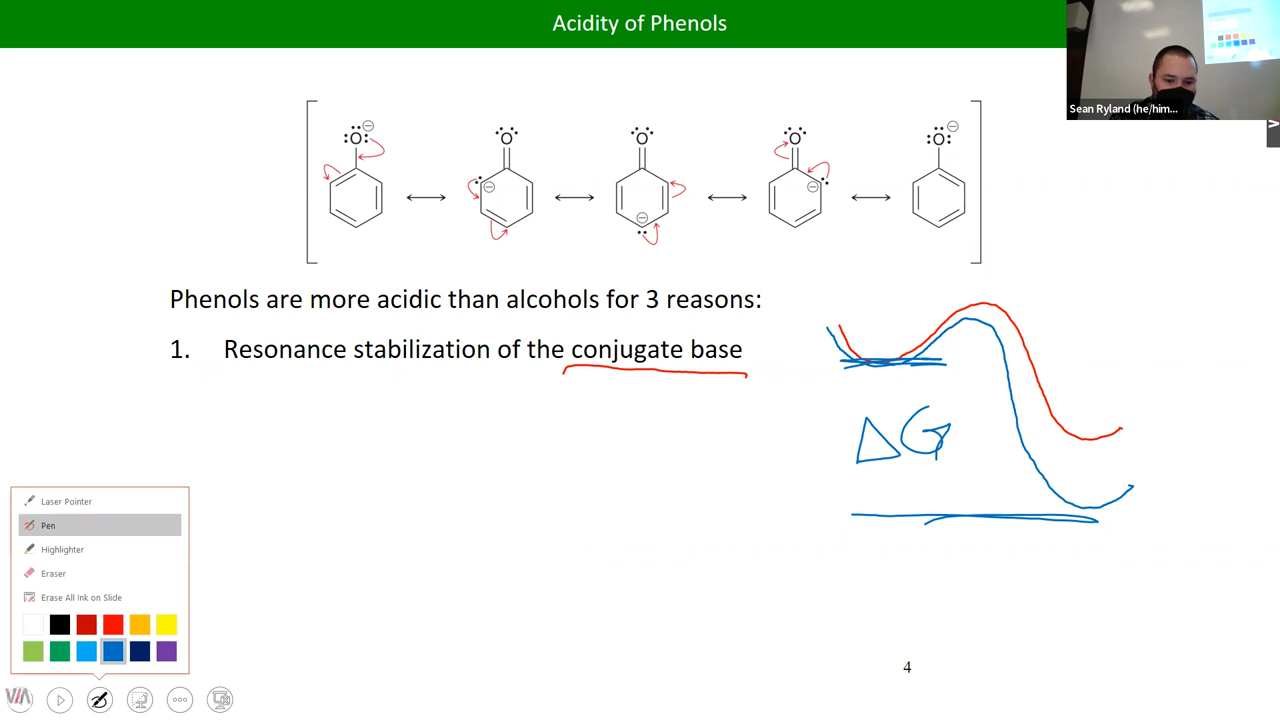 Acidity of Phenols
Sean Ryland (he/him...
O O O O O
Phenols are more acidic than alcohols for 3 reasons:
1. Resonance stabilization of the conjugate base
ΔG
Laser Pointer
Pen
Highlighter
Eraser
Erase All Ink on Slide
4